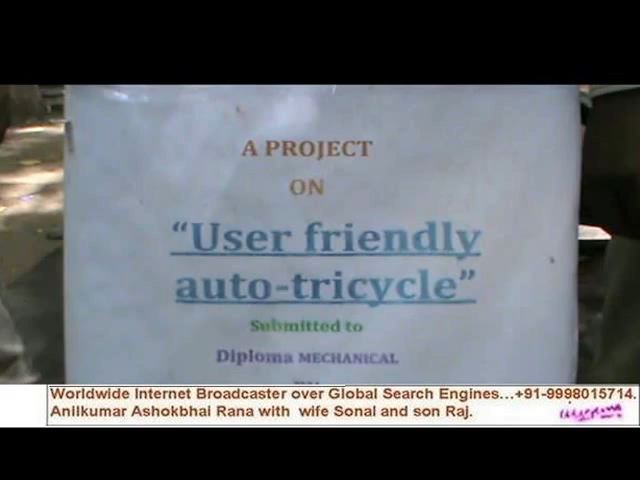 A PROJECT
ON
“User friendly
auto-tricycle”
Submitted to
Diploma MECHANICAL
Worldwide Internet Broadcaster over Global Search Engines...+91-9998015714.
Anilkumar Ashokbhai Rana with wife Sonal and son Raj.